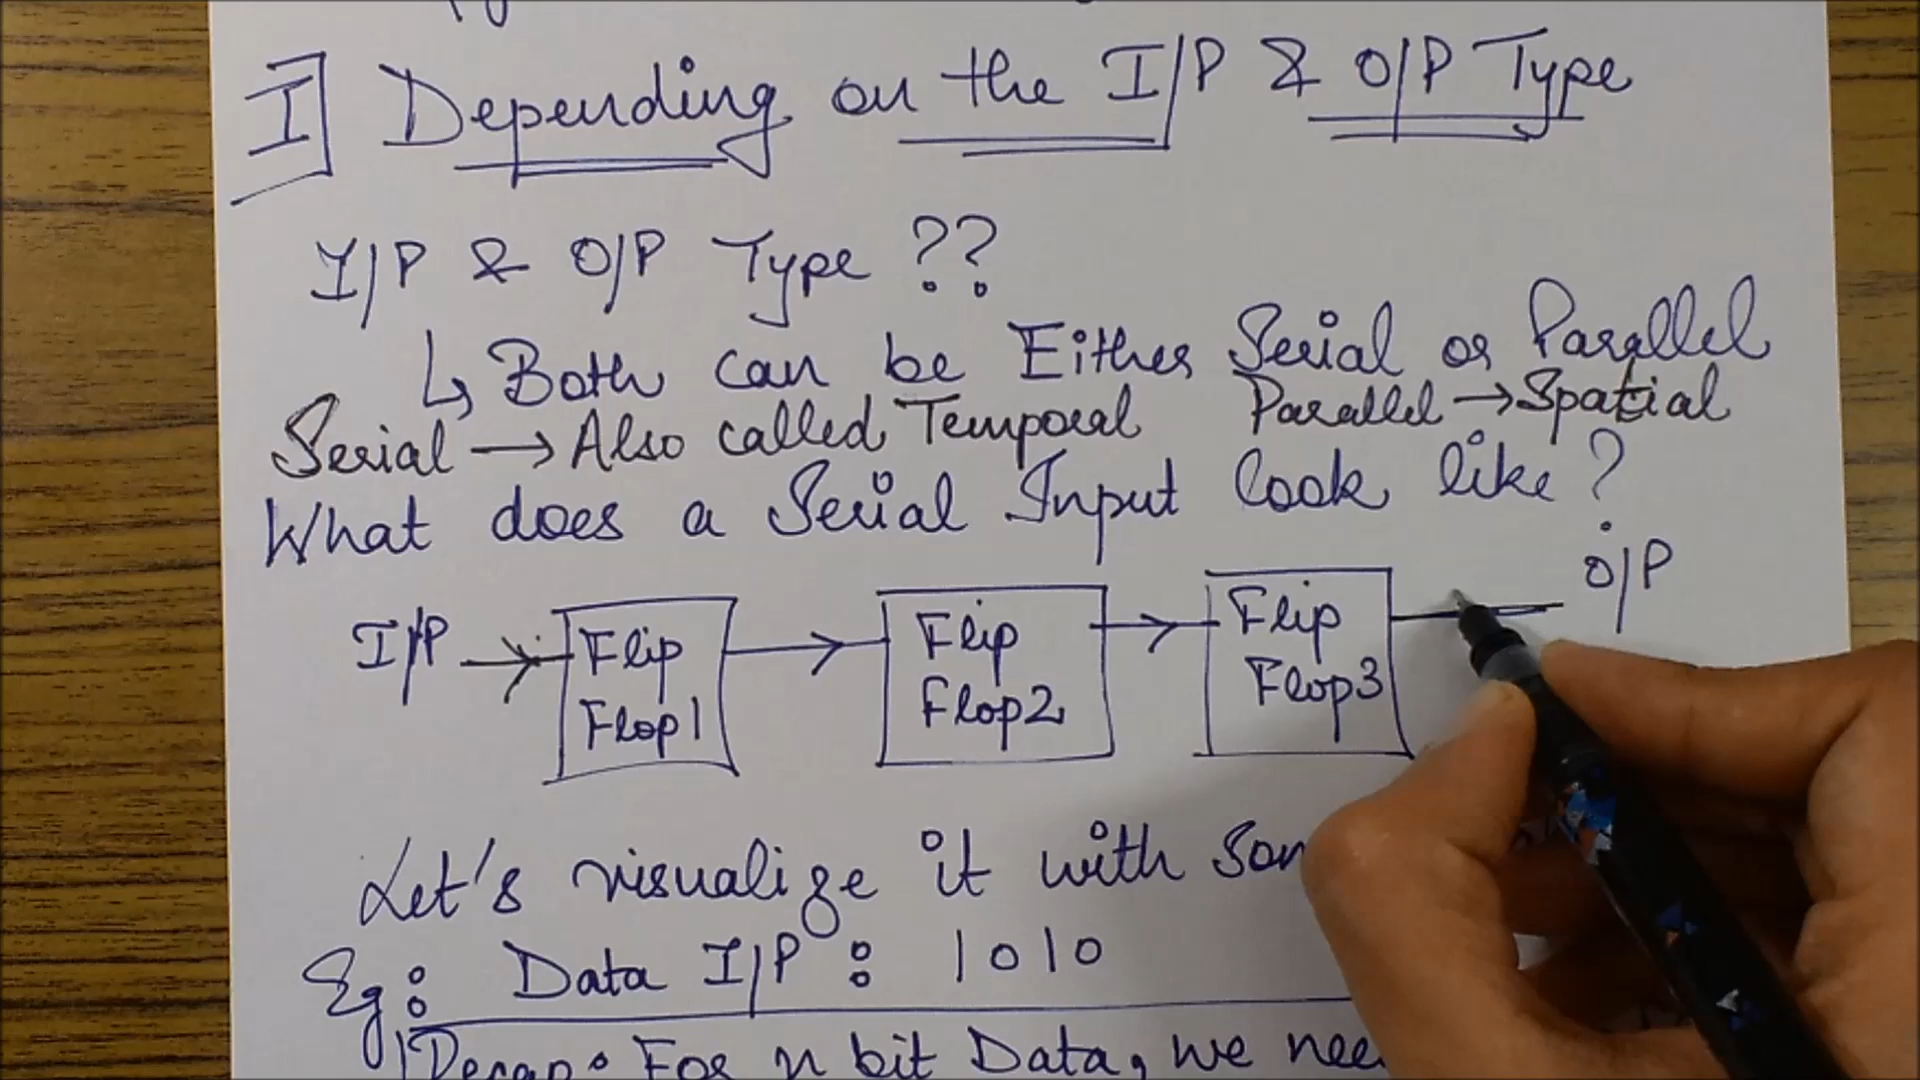 I Depending on the I/P & O/P Type
I/P & O/P Type ??
↳ Both can be Either Serial or Parallel
Serial → Also called Temporal Parallel → Spatial
What does a Serial Input look like?
I/P Flip Flop1 Flip Flop2 Flip Flop3 O/P
Let's visualize it with
Eg: Data I/P : 1010
Recap: For n bit Data, we